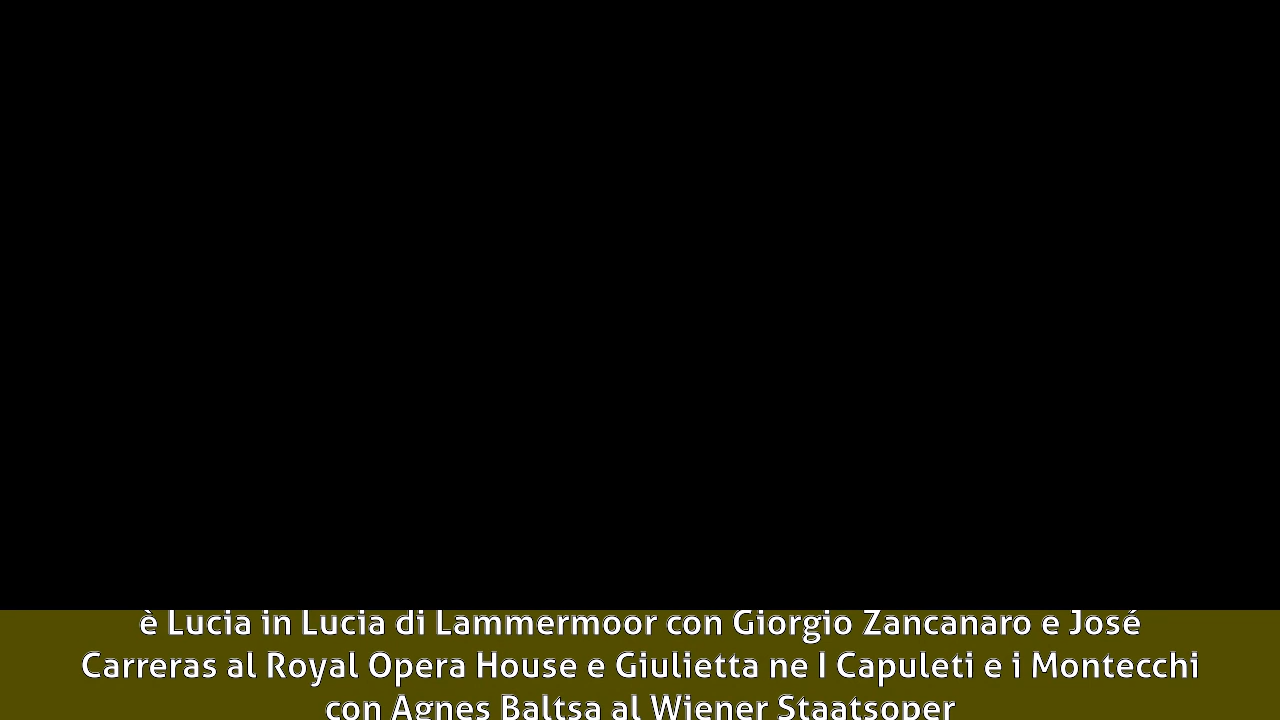 è Lucia in Lucia di Lammermoor con Giorgio Zancanaro e José
Carreras al Royal Opera House e Giulietta ne I Capuleti e i Montecchi
con Agnes Baltsa al Wiener Staatsoper